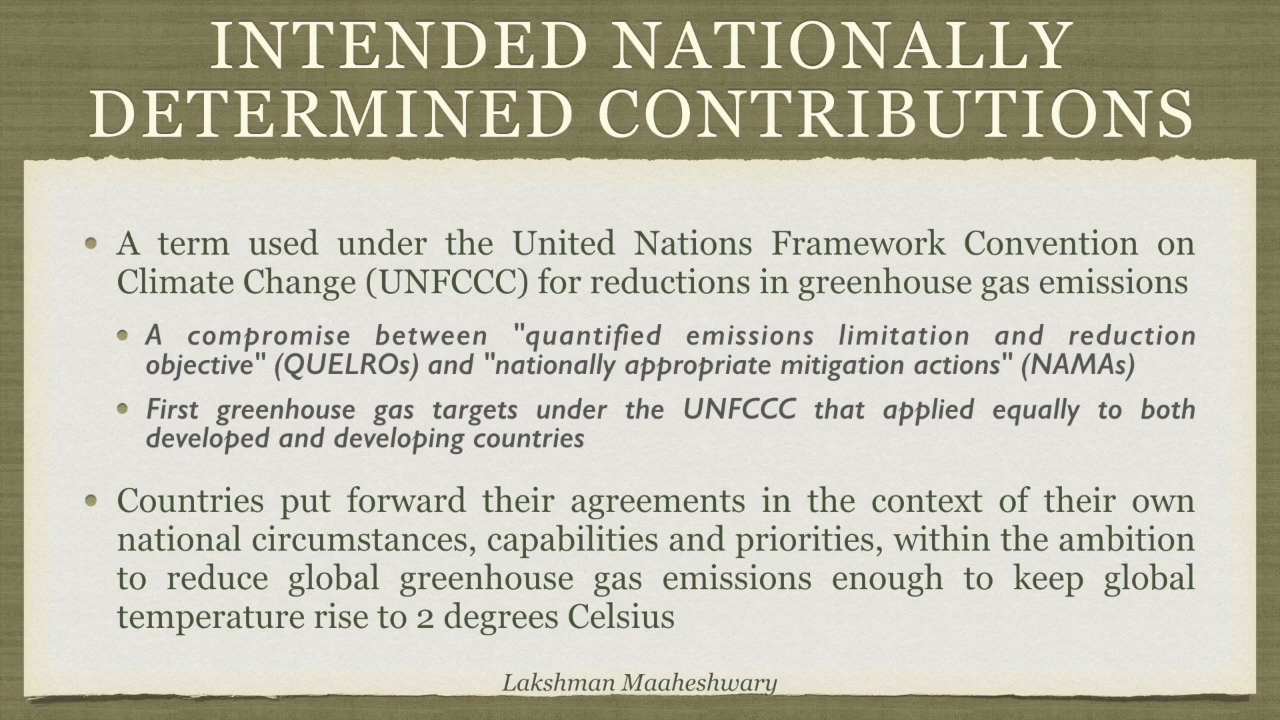 INTENDED NATIONALLY
DETERMINED CONTRIBUTIONS
• A term used under the United Nations Framework Convention on
Climate Change (UNFCCC) for reductions in greenhouse gas emissions
• A compromise between "quantified emissions limitation and reduction
objective" (QUELROs) and "nationally appropriate mitigation actions" (NAMAs)
• First greenhouse gas targets under the UNFCCC that applied equally to both
developed and developing countries
• Countries put forward their agreements in the context of their own
national circumstances, capabilities and priorities, within the ambition
to reduce global greenhouse gas emissions enough to keep global
temperature rise to 2 degrees Celsius
Lakshman Maaheshwary